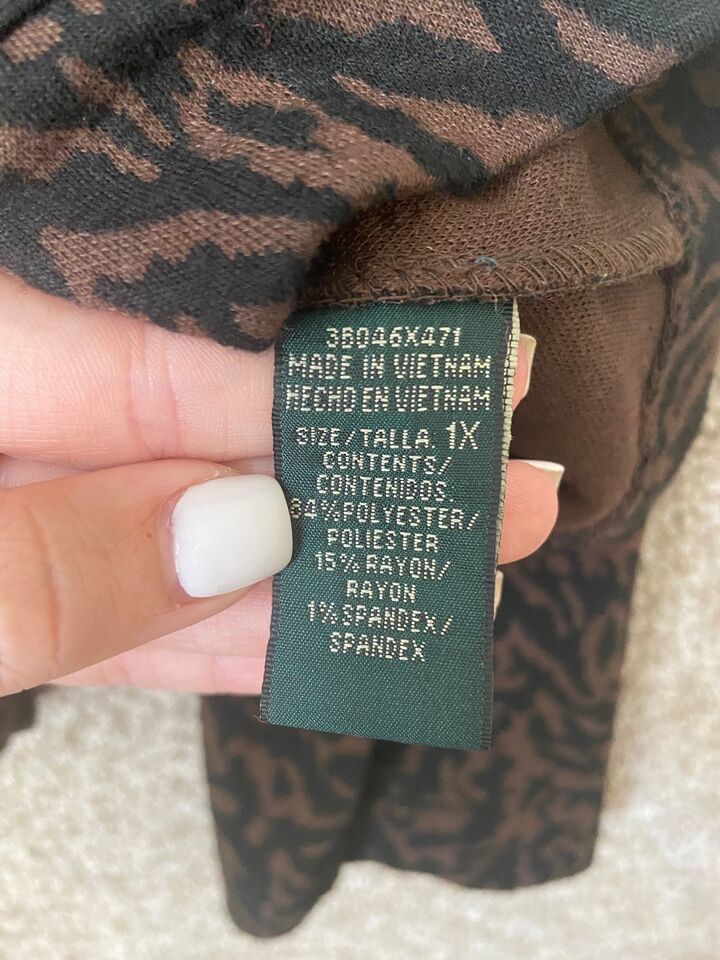 3B046X471
MADE IN VIETNAM
HECHO EN VIETNAM
SIZE/TALLA. 1X
CONTENTS/
CONTENIDOS.
84% POLYESTER/
POLIESTER
15% RAYON/
RAYON
1% SPANDEX/
SPANDEX